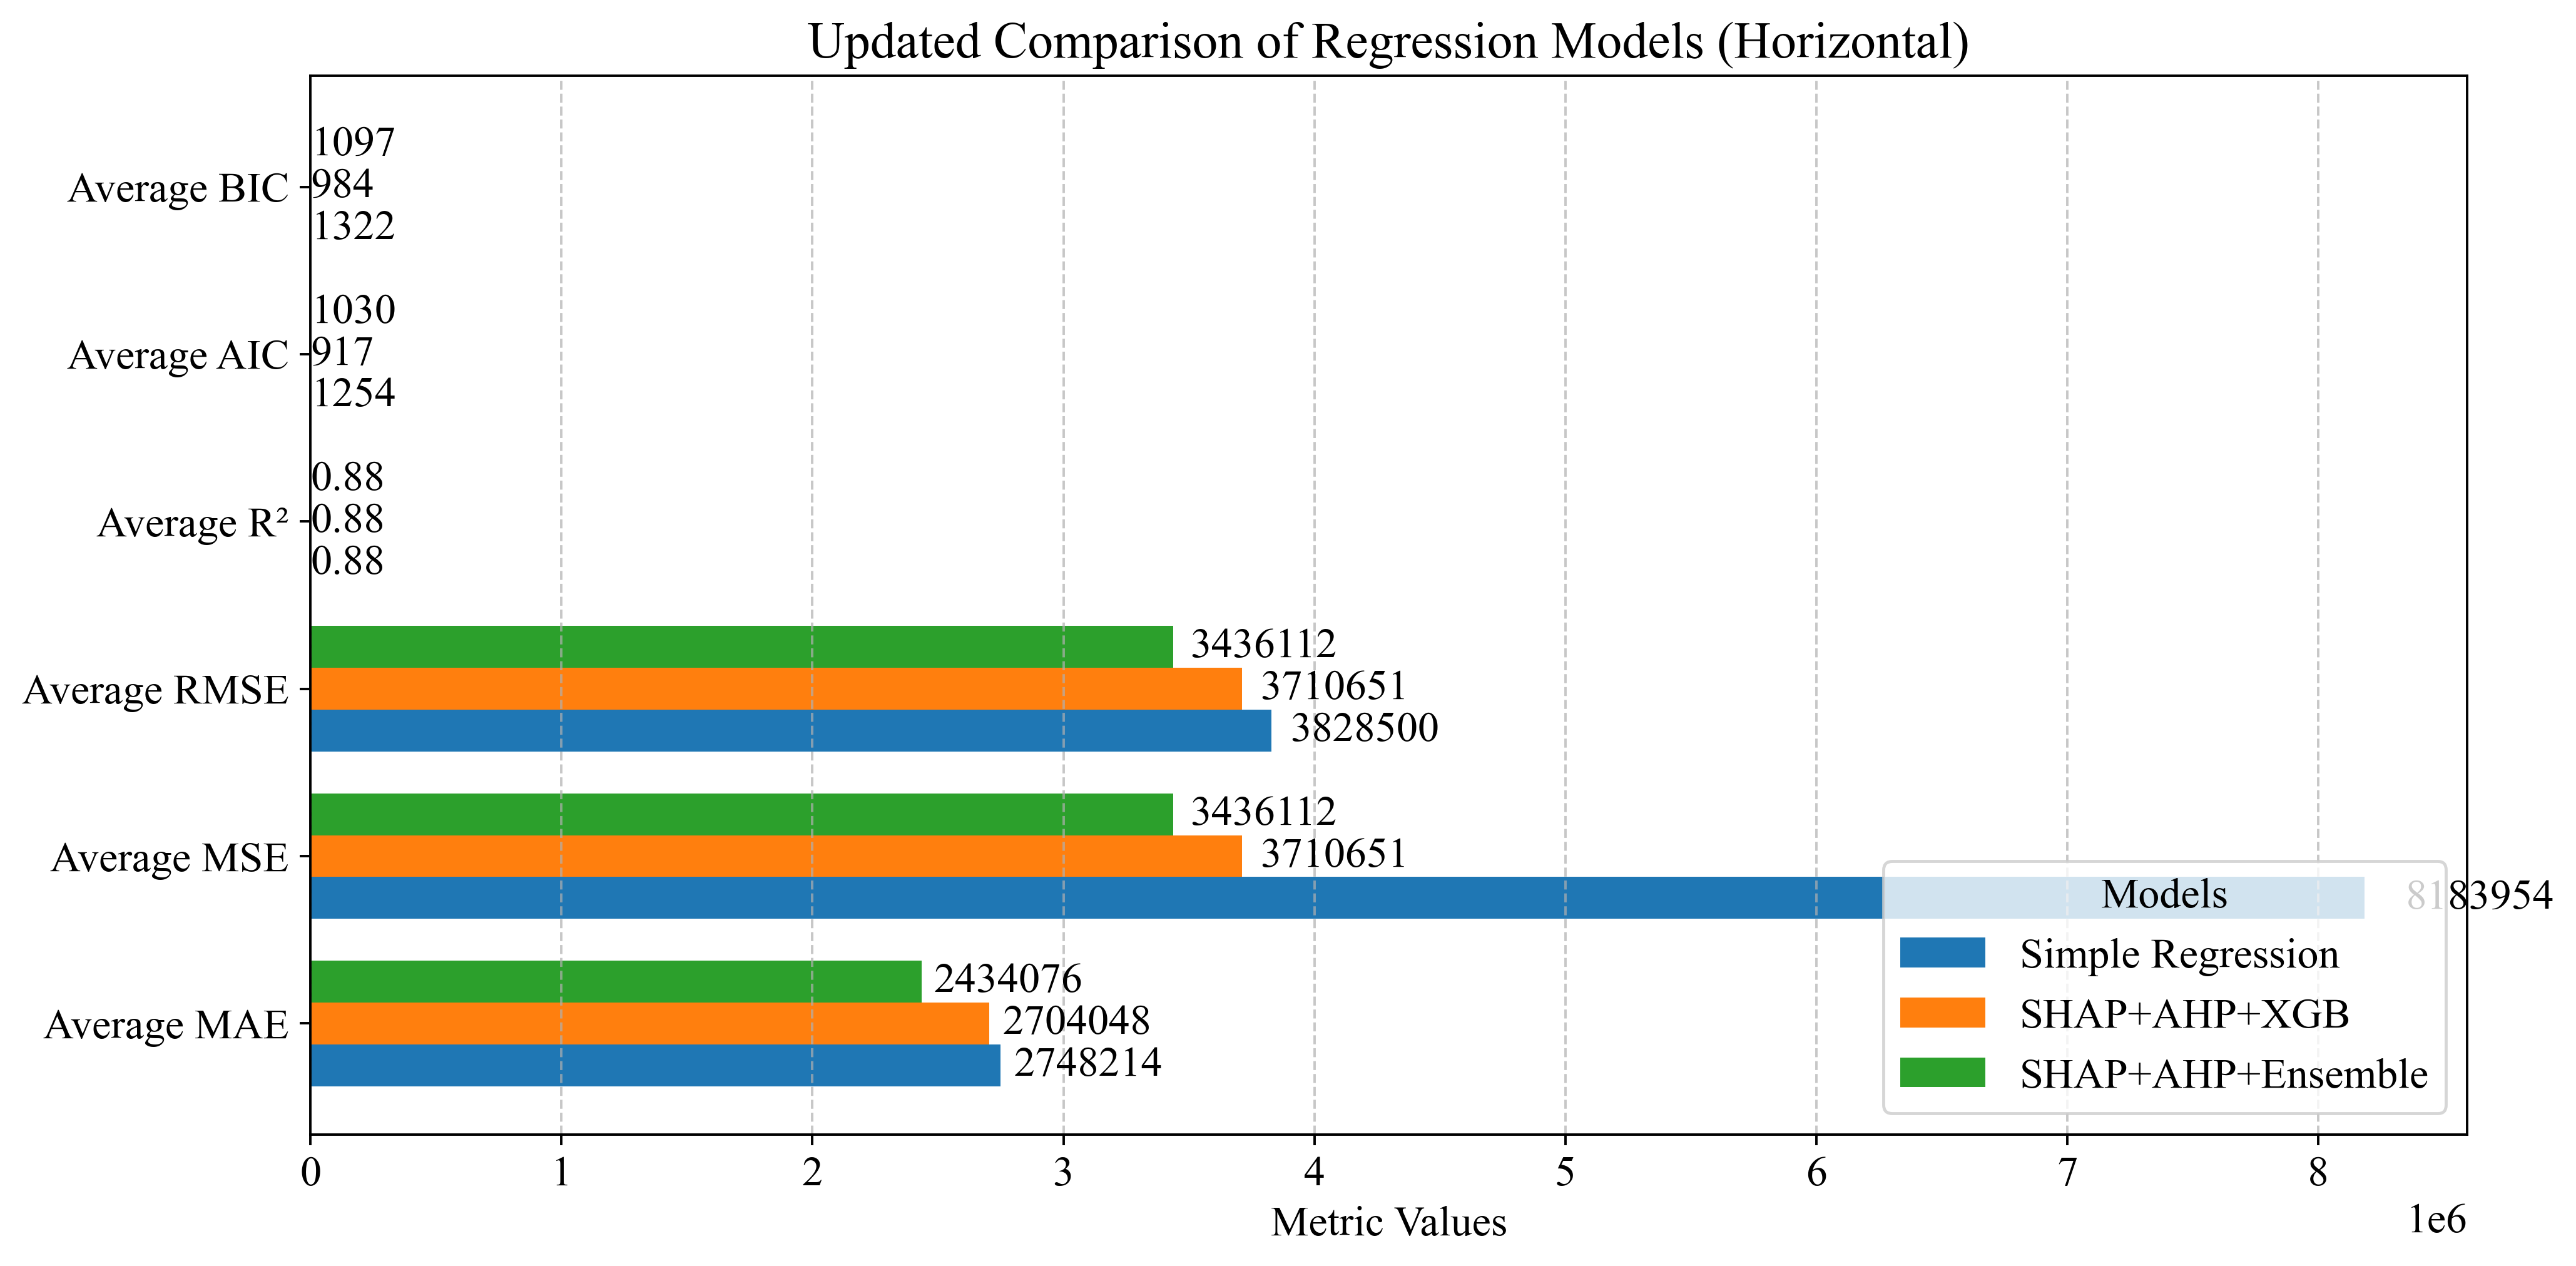 Updated Comparison of Regression Models (Horizontal)
Average BIC
1097
984
1322
Average AIC
1030
917
1254
Average R²
0.88
0.88
0.88
Average RMSE
3436112
3710651
3828500
Average MSE
3436112
3710651
8183954
Average MAE
2434076
2704048
2748214
Models
Simple Regression
SHAP+AHP+XGB
SHAP+AHP+Ensemble
0 1 2 3 4 5 6 7 8
1e6
Metric Values